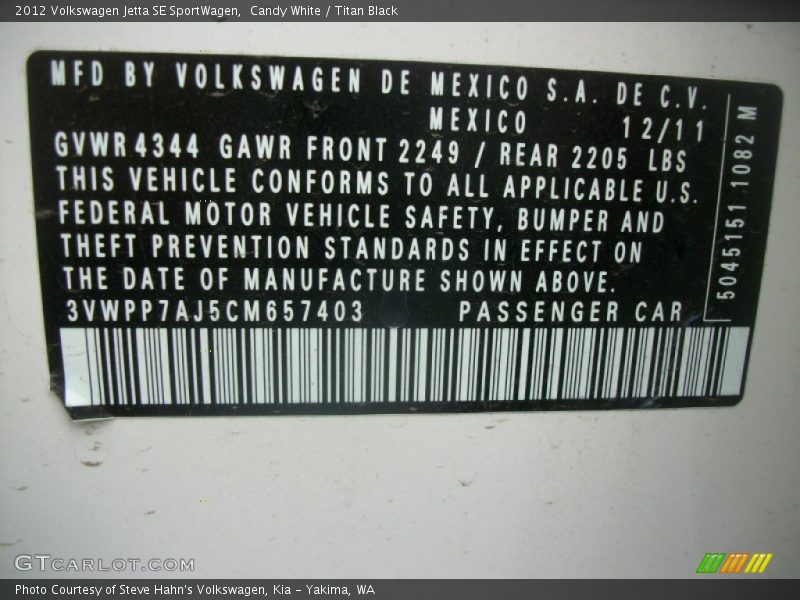 2012 Volkswagen Jetta SE SportWagen,  Candy White / Titan Black
MFD BY VOLKSWAGEN DE MEXICO S.A. DE C.V.
MEXICO 12/11
GVWR 4344 GAWR FRONT 2249 / REAR 2205 LBS
THIS VEHICLE CONFORMS TO ALL APPLICABLE U.S.
FEDERAL MOTOR VEHICLE SAFETY, BUMPER AND
THEFT PREVENTION STANDARDS IN EFFECT ON
THE DATE OF MANUFACTURE SHOWN ABOVE.
3VWPP7AJ5CM657403 PASSENGER CAR
5045151 1082 M
GTCARLOT.COM
Photo Courtesy of Steve Hahn's Volkswagen, Kia – Yakima, WA